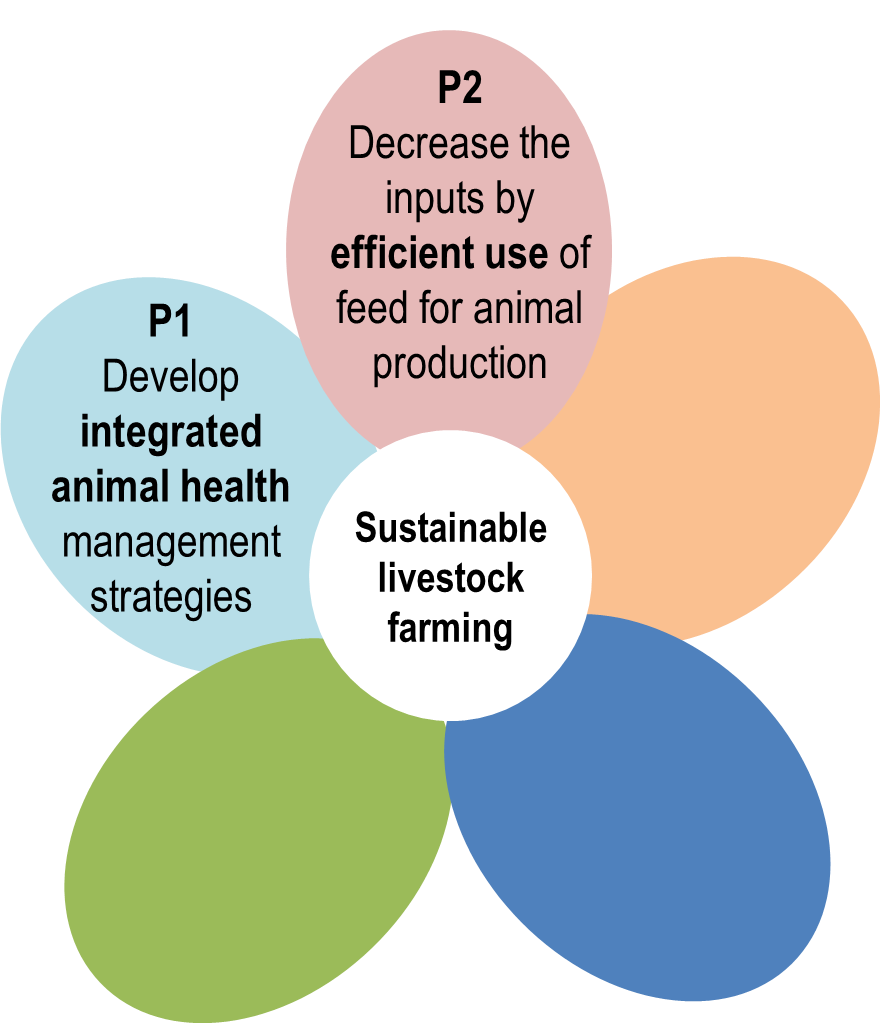 P2
Decrease the
inputs by
efficient use of
feed for animal
production
P1
Develop
integrated
animal health
management
strategies
Sustainable
livestock
farming